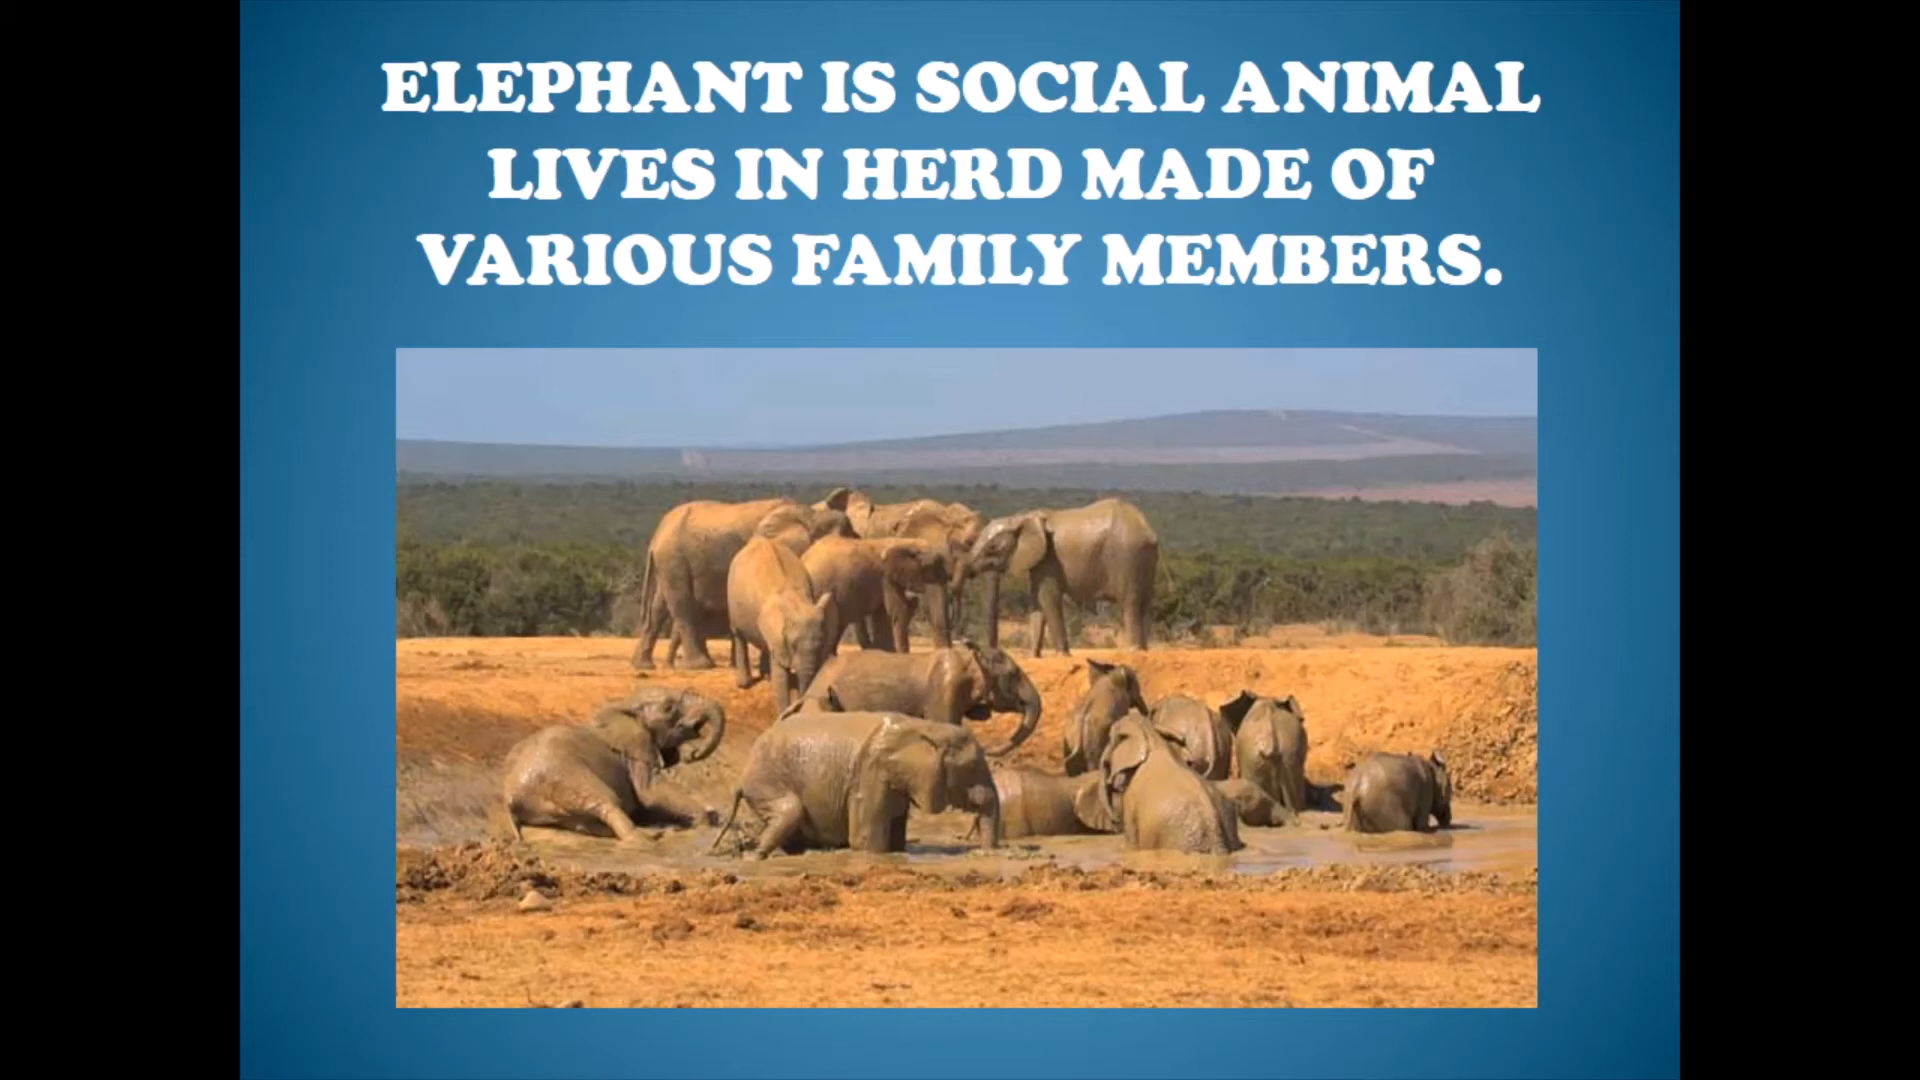 ELEPHANT IS SOCIAL ANIMAL
LIVES IN HERD MADE OF
VARIOUS FAMILY MEMBERS.